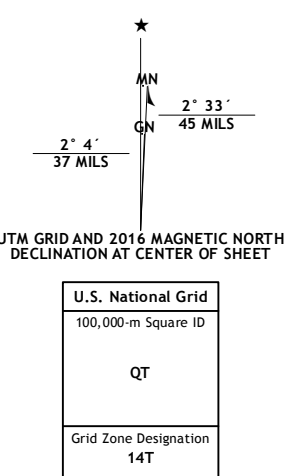 ★
MN
GN
2° 33´
45 MILS
2° 4´
37 MILS
UTM GRID AND 2016 MAGNETIC NORTH
DECLINATION AT CENTER OF SHEET
U.S. National Grid
100,000-m Square ID
QT
Grid Zone Designation
14T